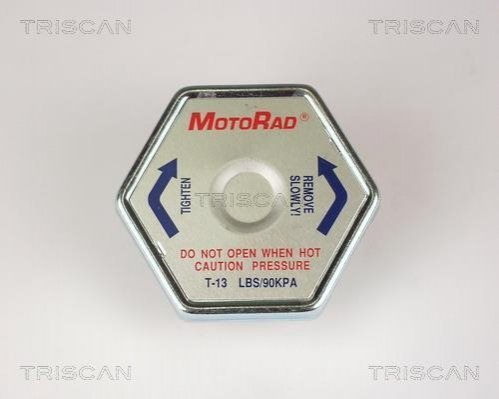 TRISCAN TRISCAN
MOTORAD®
TIGHTEN
REMOVE
SLOWLY!
TRISCAN
DO NOT OPEN WHEN HOT
CAUTION PRESSURE
T-13 LBS/90KPA
TRISCAN TRISCAN